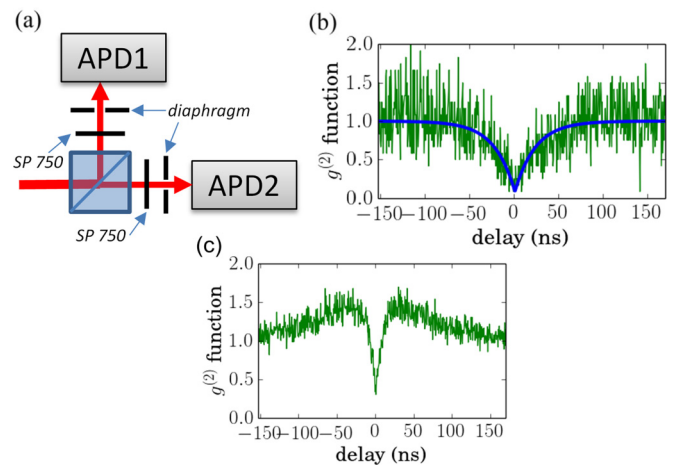 (a)
APD1
diaphragm
SP 750
APD2
SP 750
(b)
2.0
1.5
1.0
0.5
0.0
g(2) function
−150−100−50 0 50 100 150
delay (ns)
(c)
2.0
1.5
1.0
0.5
0.0
g(2) function
−150−100−50 0 50 100 150
delay (ns)